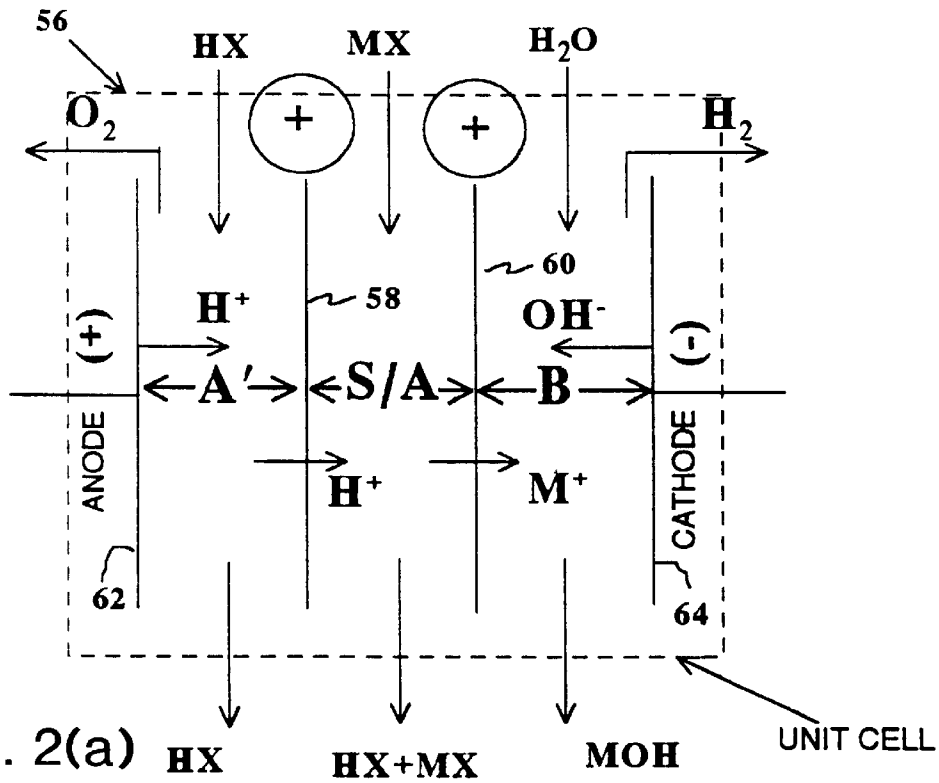 56
HX
MX
H₂O
O₂
+
+
H₂
60
58
H⁺
OH⁻
(+)
(-)
A′
S/A
B
ANODE
CATHODE
H⁺
M⁺
62
64
. 2(a)
HX
HX+MX
MOH
UNIT CELL